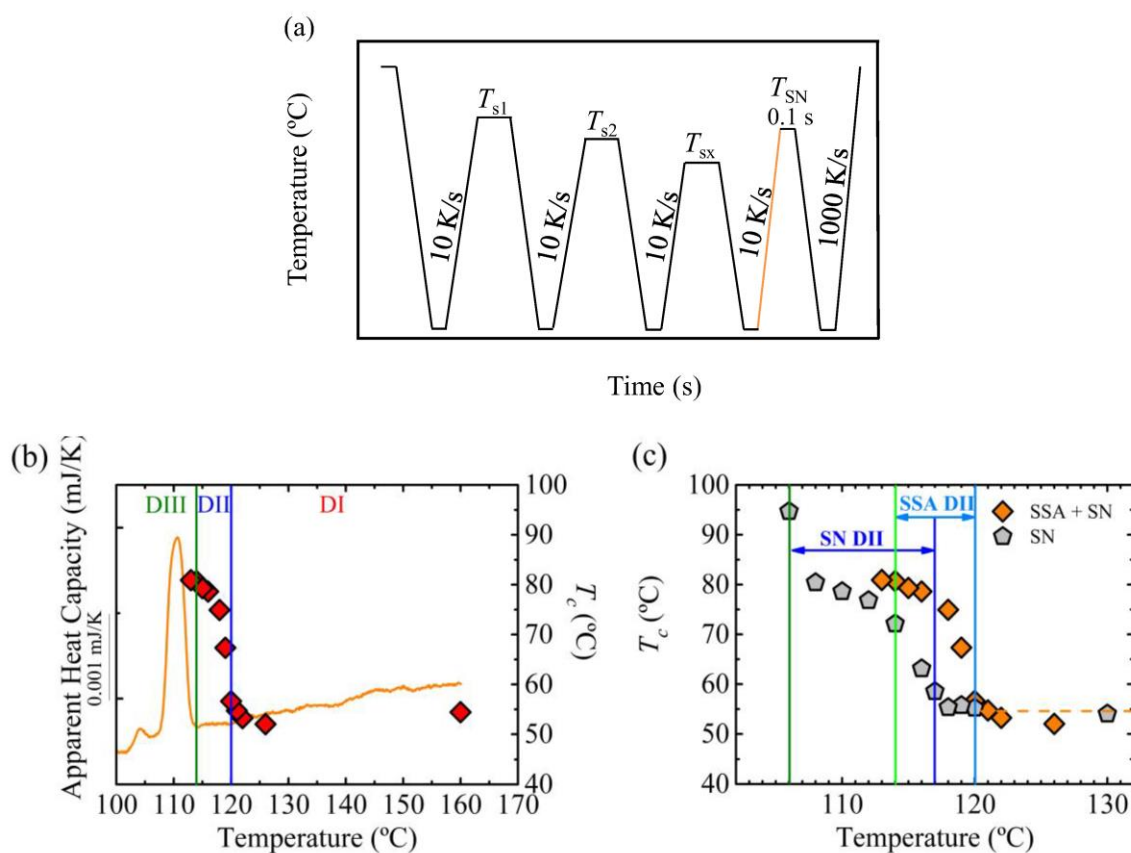 (a)
Temperature (ºC)
T_s1
T_s2
T_sx
T_SN
0.1 s
10 K/s
10 K/s
10 K/s
10 K/s
1000 K/s
Time (s)
(b)
Apparent Heat Capacity (mJ/K)
0.001 mJ/K
DIII
DII
DI
100
90
80
70
60
50
40
T_c (ºC)
100 110 120 130 140 150 160 170
Temperature (ºC)
(c)
T_c (ºC)
100
90
80
70
60
50
40
SSA DII
SN DII
SSA + SN
SN
110 120 130
Temperature (ºC)